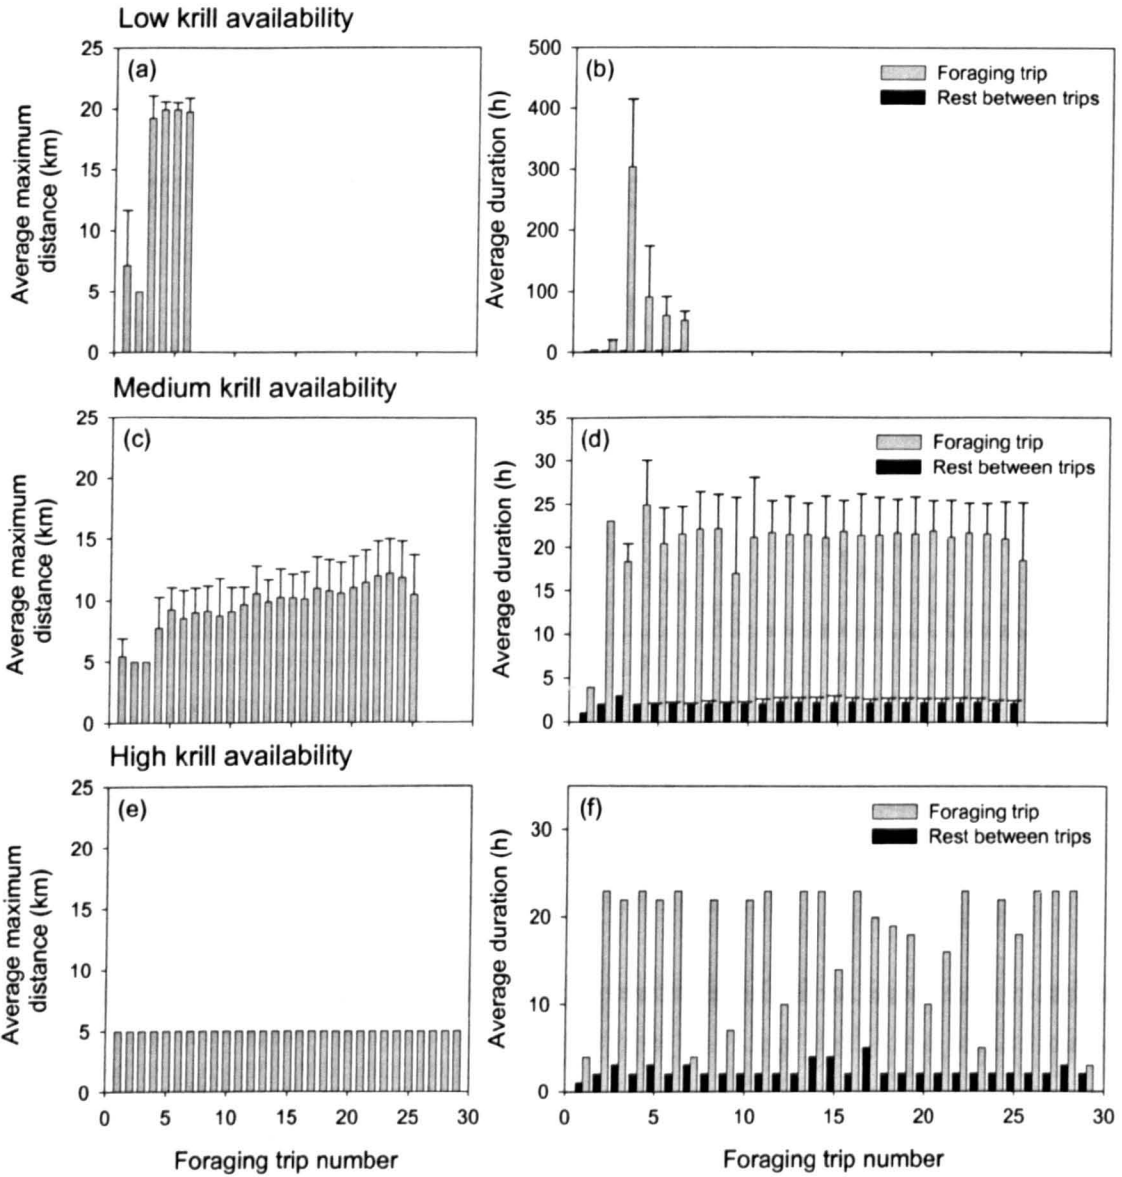 Low krill availability
(a)
Average maximum
distance (km)
25
20
15
10
5
0
(b)
Average duration (h)
500
400
300
200
100
0
Foraging trip
Rest between trips
Medium krill availability
(c)
Average maximum
distance (km)
25
20
15
10
5
0
(d)
Average duration (h)
35
30
25
20
15
10
5
0
Foraging trip
Rest between trips
High krill availability
(e)
Average maximum
distance (km)
25
20
15
10
5
0
0 5 10 15 20 25 30
Foraging trip number
(f)
Average duration (h)
30
20
10
0
Foraging trip
Rest between trips
0 5 10 15 20 25 30
Foraging trip number